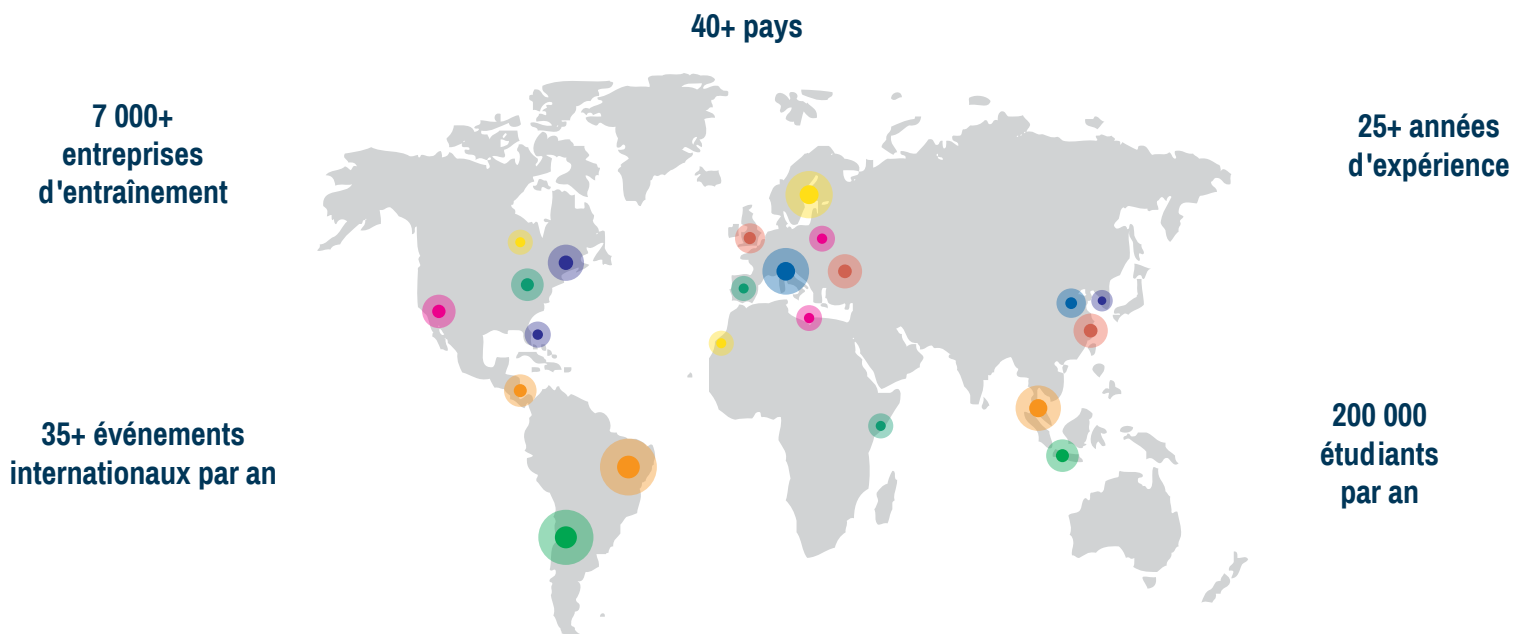 40+ pays
7 000+
entreprises
d'entraînement
25+ années
d'expérience
35+ événements
internationaux par an
200 000
étudiants
par an